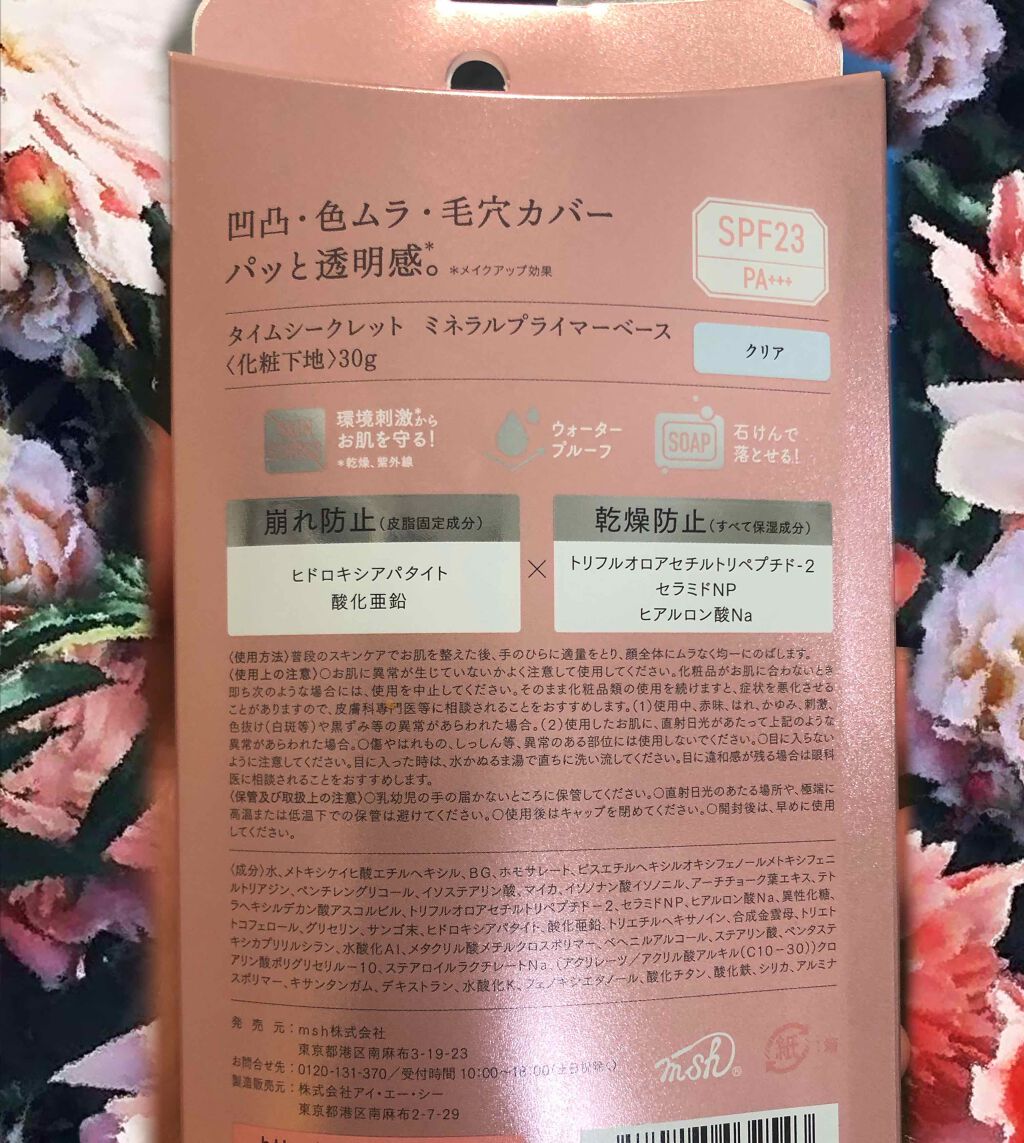 凹凸・色ムラ・毛穴カバー
パッと透明感*。*メイクアップ効果
SPF23
PA+++
タイムシークレット ミネラルプライマーベース
〈化粧下地〉30g
クリア
環境刺激*から
お肌を守る!
*乾燥、紫外線
ウォーター
プルーフ
SOAP
石けんで
落とせる!
崩れ防止(皮脂固定成分)
ヒドロキシアパタイト
酸化亜鉛
×
乾燥防止(すべて保湿成分)
トリフルオロアセチルトリペプチド-2
セラミドNP
ヒアルロン酸Na
〈使用方法〉普段のスキンケアでお肌を整えた後、手のひらに適量をとり、顔全体にムラなく均一にのばします。
〈使用上の注意〉○お肌に異常が生じていないかよく注意して使用してください。化粧品がお肌に合わないとき
即ち次のような場合には、使用を中止してください。そのまま化粧品類の使用を続けますと、症状を悪化させる
ことがありますので、皮膚科専門医等に相談されることをおすすめします。(1)使用中、赤味、はれ、かゆみ、刺激、
色抜け(白斑等)や黒ずみ等の異常があらわれた場合。(2)使用したお肌に、直射日光があたって上記のような
異常があらわれた場合。○傷やはれもの、しっしん等、異常のある部位には使用しないでください。○目に入らない
ように注意してください。目に入った時は、水かぬるま湯で直ちに洗い流してください。目に違和感が残る場合は眼科
医に相談されることをおすすめします。
〈保管及び取扱上の注意〉○乳幼児の手の届かないところに保管してください。○直射日光のあたる場所や、極端に
高温または低温下での保管は避けてください。○使用後はキャップを閉めてください。○開封後は、早めに使用
してください。
〈成分〉水、メトキシケイヒ酸エチルヘキシル、BG、ホモサレート、ビスエチルヘキシルオキシフェノールメトキシフェニ
ルトリアジン、ペンチレングリコール、イソステアリン酸、マイカ、イソノナン酸イソノニル、アーチチョーク葉エキス、テト
ラヘキシルデカン酸アスコルビル、トリフルオロアセチルトリペプチド-2、セラミドNP、ヒアルロン酸Na、異性化糖、
トコフェロール、グリセリン、サンゴ末、ヒドロキシアパタイト、酸化亜鉛、トリエチルヘキサノイン、合成金雲母、トリエト
キシカプリリルシラン、水酸化Al、メタクリル酸メチルクロスポリマー、ベヘニルアルコール、ステアリン酸、ペンタステ
アリン酸ポリグリセリル-10、ステアロイルラクチレートNa、(アクリレーツ/アクリル酸アルキル(C10-30))クロ
スポリマー、キサンタンガム、デキストラン、水酸化K、フェノキシエタノール、酸化チタン、酸化鉄、シリカ、アルミナ
発売元:msh株式会社
東京都港区南麻布3-19-23
お問合せ先:0120-131-370/受付時間 10:00~18:00(土日祝除く)
製造販売元:株式会社アイ・エー・シー
東京都港区南麻布2-7-29
msh®
紙:箱